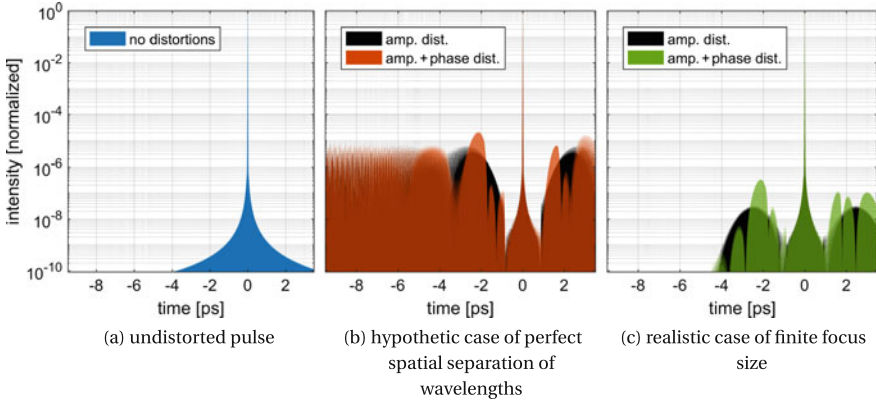 intensity [normalized]
10^0
10^-2
10^-4
10^-6
10^-8
10^-10
no distortions
-8 -6 -4 -2 0 2
time [ps]
(a) undistorted pulse
amp. dist.
amp. + phase dist.
-8 -6 -4 -2 0 2
time [ps]
(b) hypothetic case of perfect
spatial separation of
wavelengths
amp. dist.
amp. + phase dist.
-8 -6 -4 -2 0 2
time [ps]
(c) realistic case of finite focus
size